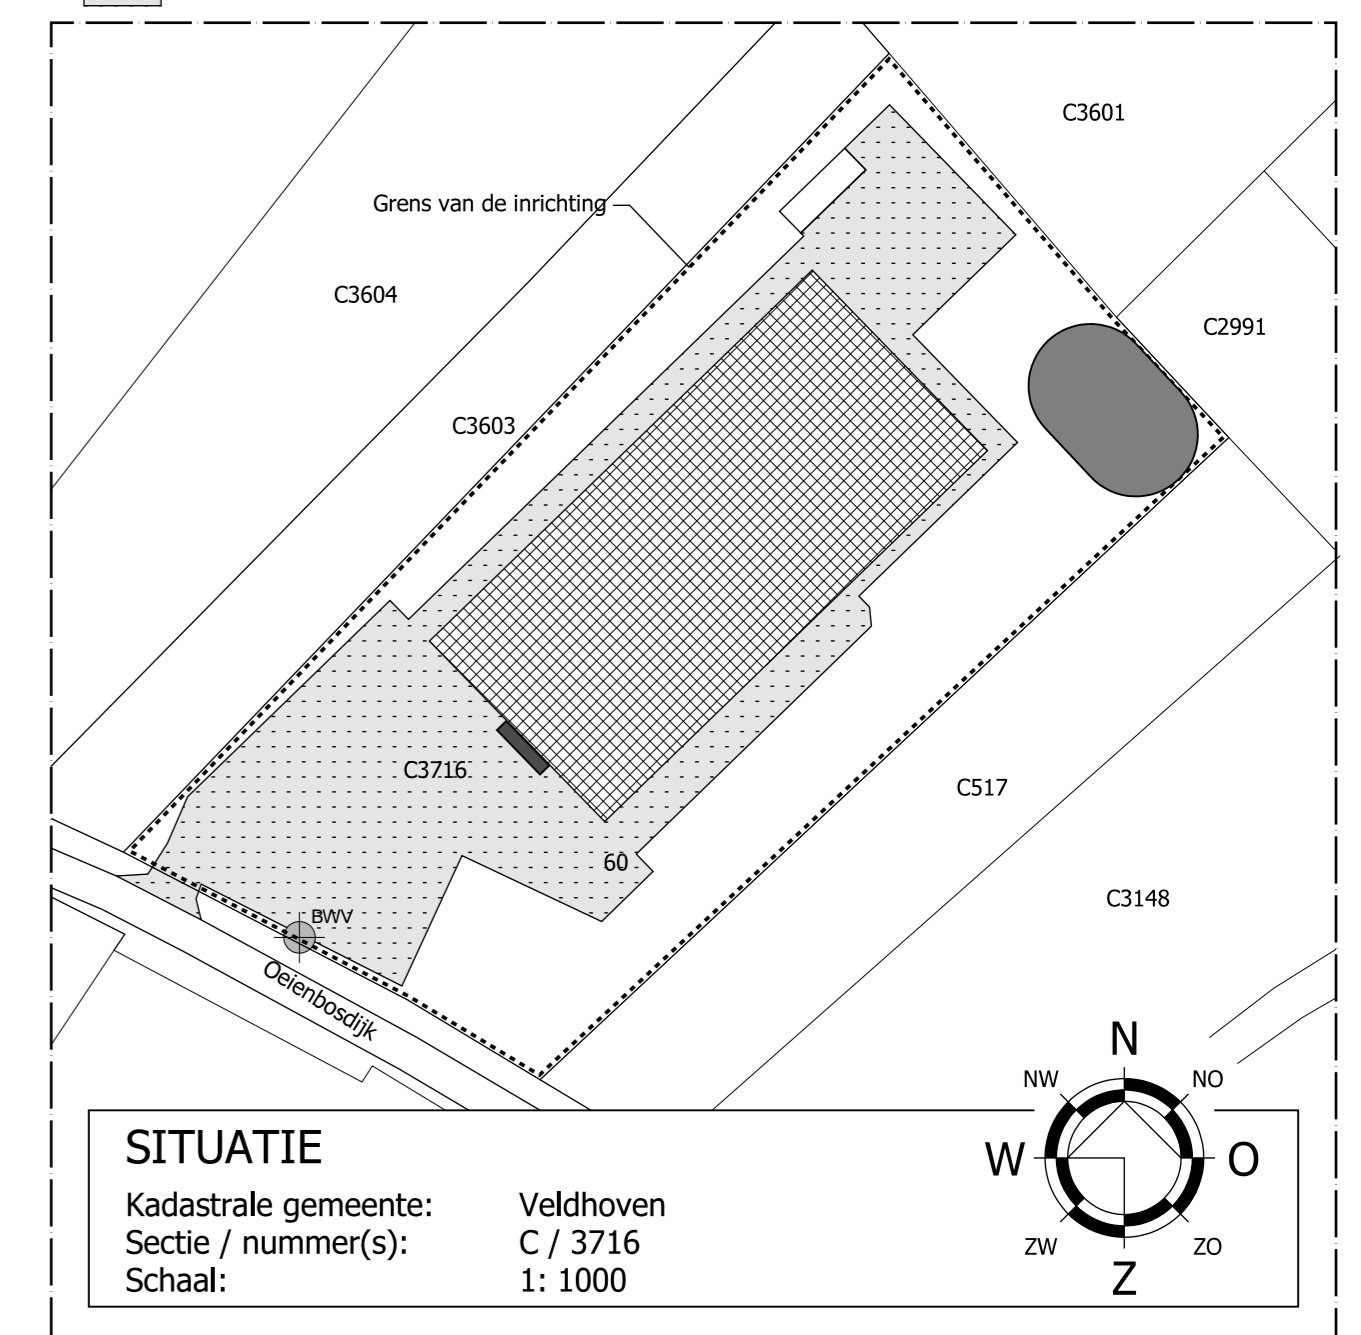 C3601
Grens van de inrichting
C3604
C2991
C3603
C3716
C517
60
C3148
BWV
Oeienbosdijk
N
NW
NO
W
O
ZW
ZO
Z
SITUATIE
Kadastrale gemeente: Veldhoven
Sectie / nummer(s): C / 3716
Schaal: 1: 1000